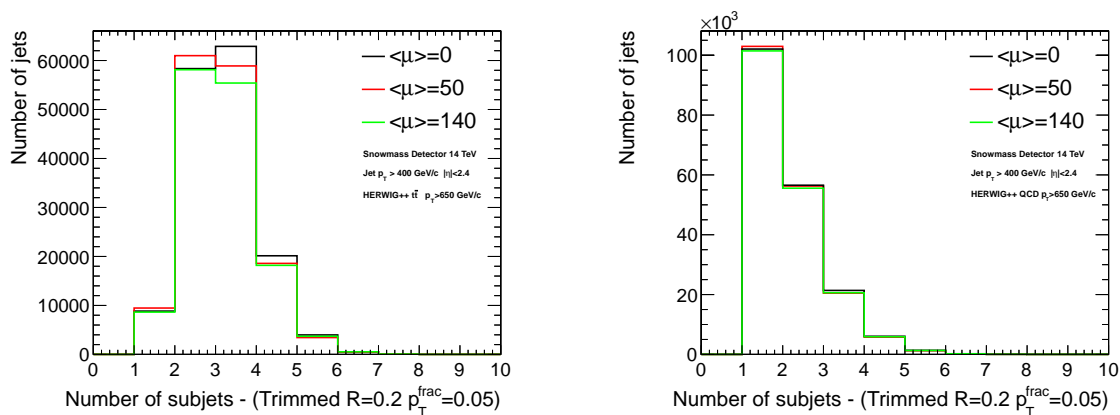 Number of jets
60000
50000
40000
30000
20000
10000
0
<μ>=0
<μ>=50
<μ>=140
Snowmass Detector 14 TeV
Jet p_T > 400 GeV/c |η|<2.4
HERWIG++ tt̄ p_T>650 GeV/c
0 1 2 3 4 5 6 7 8 9 10
Number of subjets - (Trimmed R=0.2 p_T^frac=0.05)
×10³
Number of jets
100
80
60
40
20
0
<μ>=0
<μ>=50
<μ>=140
Snowmass Detector 14 TeV
Jet p_T > 400 GeV/c |η|<2.4
HERWIG++ QCD p_T>650 GeV/c
0 1 2 3 4 5 6 7 8 9 10
Number of subjets - (Trimmed R=0.2 p_T^frac=0.05)